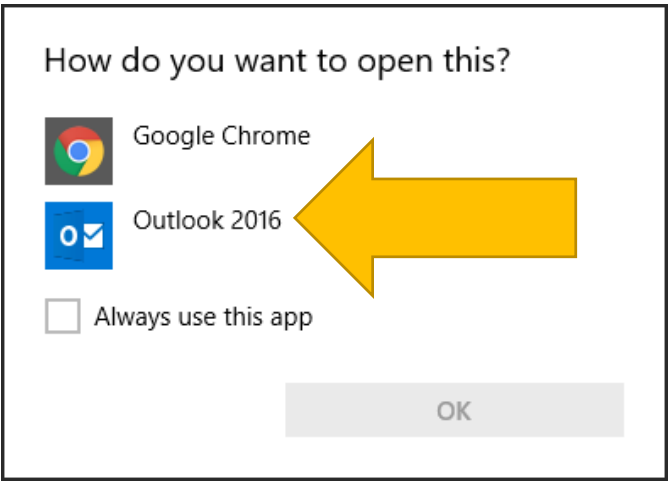 How do you want to open this?
Google Chrome
Outlook 2016
Always use this app
OK